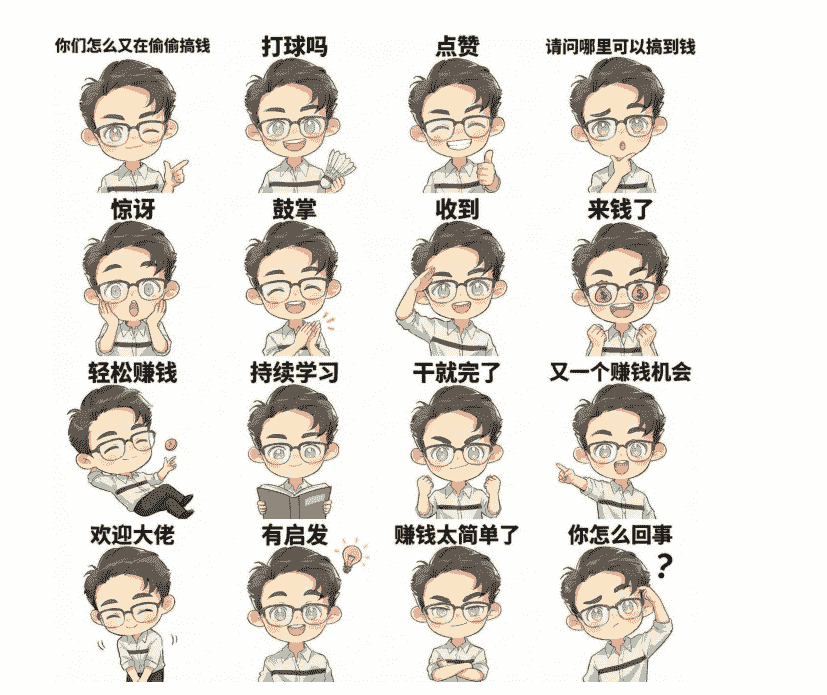 你们怎么又在偷偷搞钱
打球吗
点赞
请问哪里可以搞到钱
惊讶
鼓掌
收到
来钱了
轻松赚钱
持续学习
干就完了
又一个赚钱机会
欢迎大佬
有启发
赚钱太简单了
你怎么回事
?